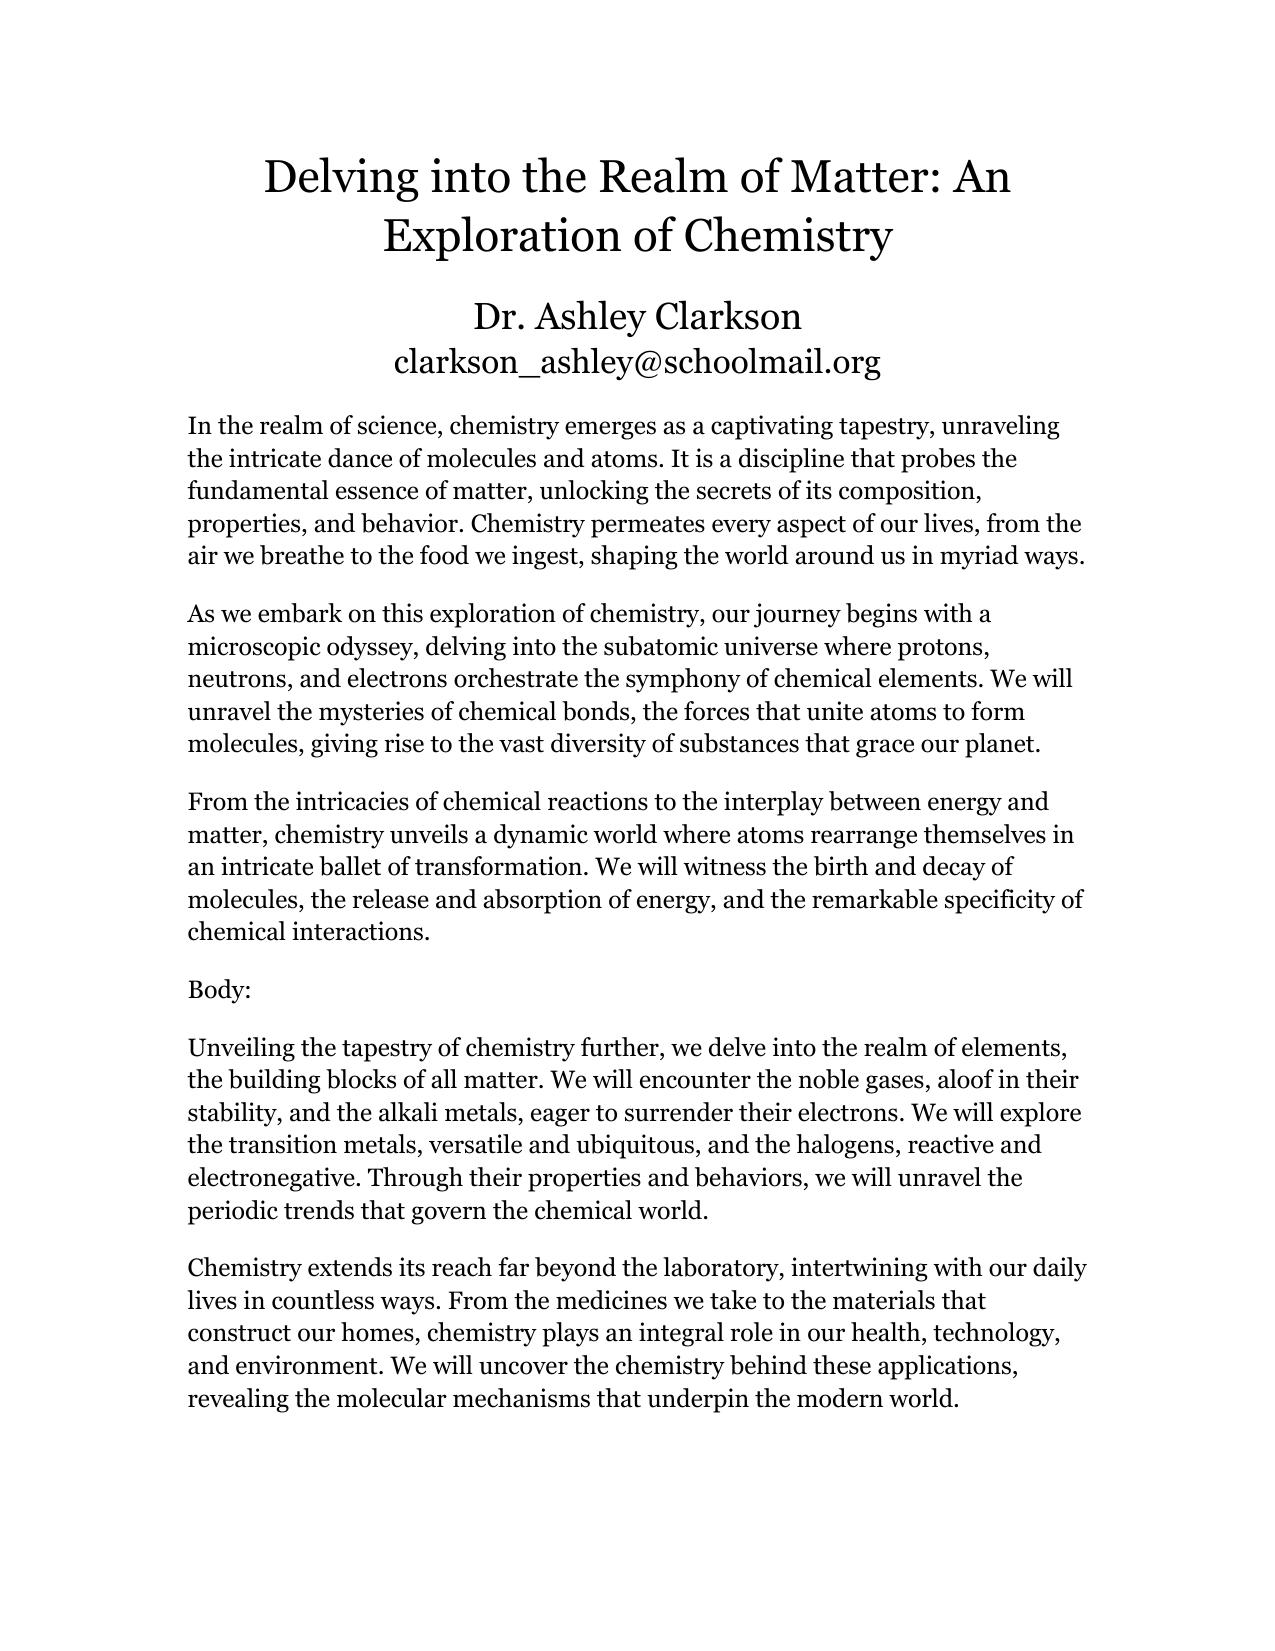 Delving into the Realm of Matter: An
Exploration of Chemistry
Dr. Ashley Clarkson
clarkson_ashley@schoolmail.org
In the realm of science, chemistry emerges as a captivating tapestry, unraveling
the intricate dance of molecules and atoms. It is a discipline that probes the
fundamental essence of matter, unlocking the secrets of its composition,
properties, and behavior. Chemistry permeates every aspect of our lives, from the
air we breathe to the food we ingest, shaping the world around us in myriad ways.
As we embark on this exploration of chemistry, our journey begins with a
microscopic odyssey, delving into the subatomic universe where protons,
neutrons, and electrons orchestrate the symphony of chemical elements. We will
unravel the mysteries of chemical bonds, the forces that unite atoms to form
molecules, giving rise to the vast diversity of substances that grace our planet.
From the intricacies of chemical reactions to the interplay between energy and
matter, chemistry unveils a dynamic world where atoms rearrange themselves in
an intricate ballet of transformation. We will witness the birth and decay of
molecules, the release and absorption of energy, and the remarkable specificity of
chemical interactions.
Body:
Unveiling the tapestry of chemistry further, we delve into the realm of elements,
the building blocks of all matter. We will encounter the noble gases, aloof in their
stability, and the alkali metals, eager to surrender their electrons. We will explore
the transition metals, versatile and ubiquitous, and the halogens, reactive and
electronegative. Through their properties and behaviors, we will unravel the
periodic trends that govern the chemical world.
Chemistry extends its reach far beyond the laboratory, intertwining with our daily
lives in countless ways. From the medicines we take to the materials that
construct our homes, chemistry plays an integral role in our health, technology,
and environment. We will uncover the chemistry behind these applications,
revealing the molecular mechanisms that underpin the modern world.